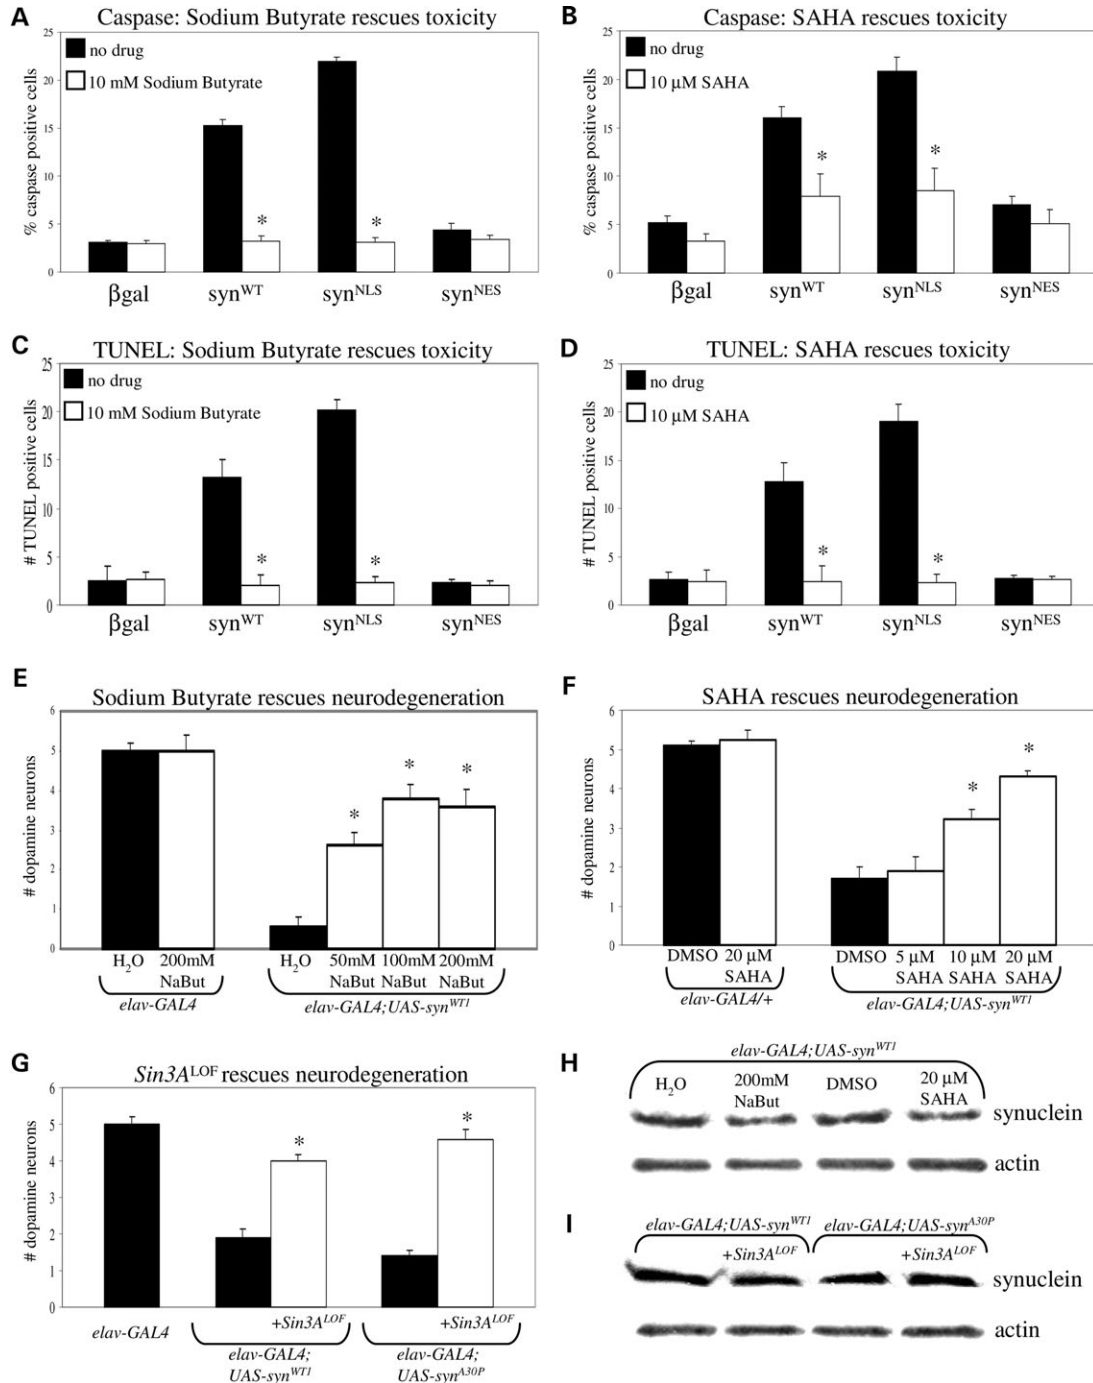 A
Caspase: Sodium Butyrate rescues toxicity
no drug
10 mM Sodium Butyrate
% caspase positive cells
25
20
15
10
5
0
*
*
βgal
syn^WT
syn^NLS
syn^NES
B
Caspase: SAHA rescues toxicity
no drug
10 µM SAHA
% caspase positive cells
25
20
15
10
5
0
*
*
βgal
syn^WT
syn^NLS
syn^NES
C
TUNEL: Sodium Butyrate rescues toxicity
no drug
10 mM Sodium Butyrate
# TUNEL positive cells
25
20
15
10
5
0
*
*
βgal
syn^WT
syn^NLS
syn^NES
D
TUNEL: SAHA rescues toxicity
no drug
10 µM SAHA
# TUNEL positive cells
25
20
15
10
5
0
*
*
βgal
syn^WT
syn^NLS
syn^NES
E
Sodium Butyrate rescues neurodegeneration
# dopamine neurons
6
5
4
3
2
1
0
*
*
*
H₂O 200mM NaBut
elav-GAL4
H₂O 50mM NaBut 100mM NaBut 200mM NaBut
elav-GAL4;UAS-syn^WT1
F
SAHA rescues neurodegeneration
# dopamine neurons
6
5
4
3
2
1
0
*
*
DMSO 20 µM SAHA
elav-GAL4/+
DMSO 5 µM SAHA 10 µM SAHA 20 µM SAHA
elav-GAL4;UAS-syn^WT1
G
Sin3A^LOF rescues neurodegeneration
# dopamine neurons
6
5
4
3
2
1
0
*
*
elav-GAL4
+Sin3A^LOF
elav-GAL4;
UAS-syn^WT1
+Sin3A^LOF
elav-GAL4;
UAS-syn^A30P
H
elav-GAL4;UAS-syn^WT1
H₂O 200mM NaBut DMSO 20 µM SAHA
synuclein
actin
I
elav-GAL4;UAS-syn^WT1 elav-GAL4;UAS-syn^A30P
+Sin3A^LOF +Sin3A^LOF
synuclein
actin